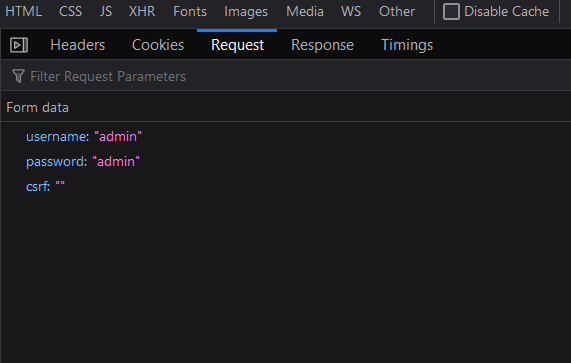 HTML CSS JS XHR Fonts Images Media WS Other Disable Cache
Headers Cookies Request Response Timings
Filter Request Parameters
Form data
username: "admin"
password: "admin"
csrf: ""